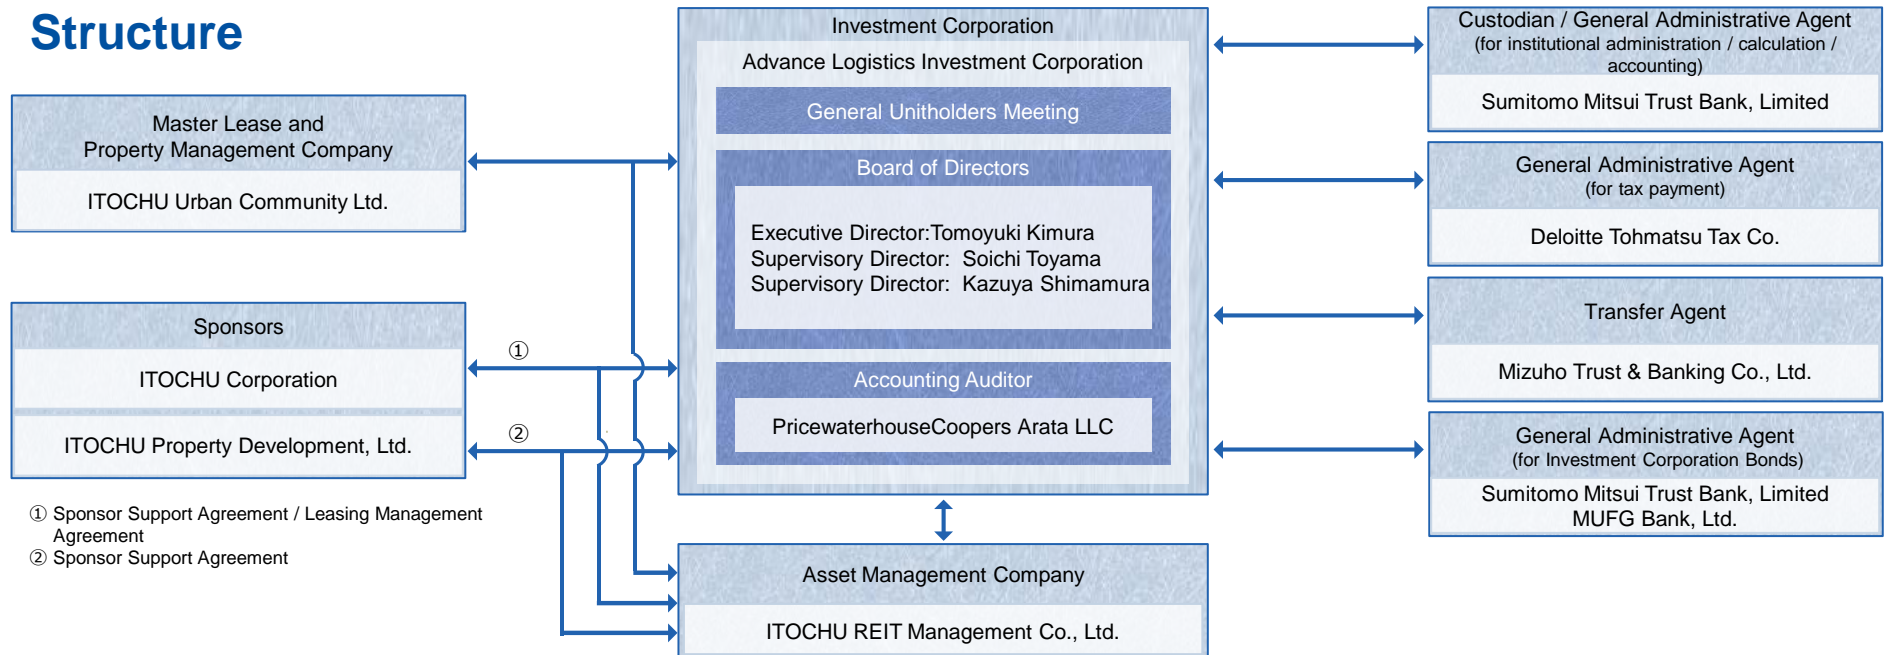 Structure
Master Lease and
Property Management Company
ITOCHU Urban Community Ltd.
Sponsors
ITOCHU Corporation
ITOCHU Property Development, Ltd.
①
②
① Sponsor Support Agreement / Leasing Management
Agreement
② Sponsor Support Agreement
Investment Corporation
Advance Logistics Investment Corporation
General Unitholders Meeting
Board of Directors
Executive Director:Tomoyuki Kimura
Supervisory Director: Soichi Toyama
Supervisory Director: Kazuya Shimamura
Accounting Auditor
PricewaterhouseCoopers Arata LLC
Asset Management Company
ITOCHU REIT Management Co., Ltd.
Custodian / General Administrative Agent
(for institutional administration / calculation /
accounting)
Sumitomo Mitsui Trust Bank, Limited
General Administrative Agent
(for tax payment)
Deloitte Tohmatsu Tax Co.
Transfer Agent
Mizuho Trust & Banking Co., Ltd.
General Administrative Agent
(for Investment Corporation Bonds)
Sumitomo Mitsui Trust Bank, Limited
MUFG Bank, Ltd.